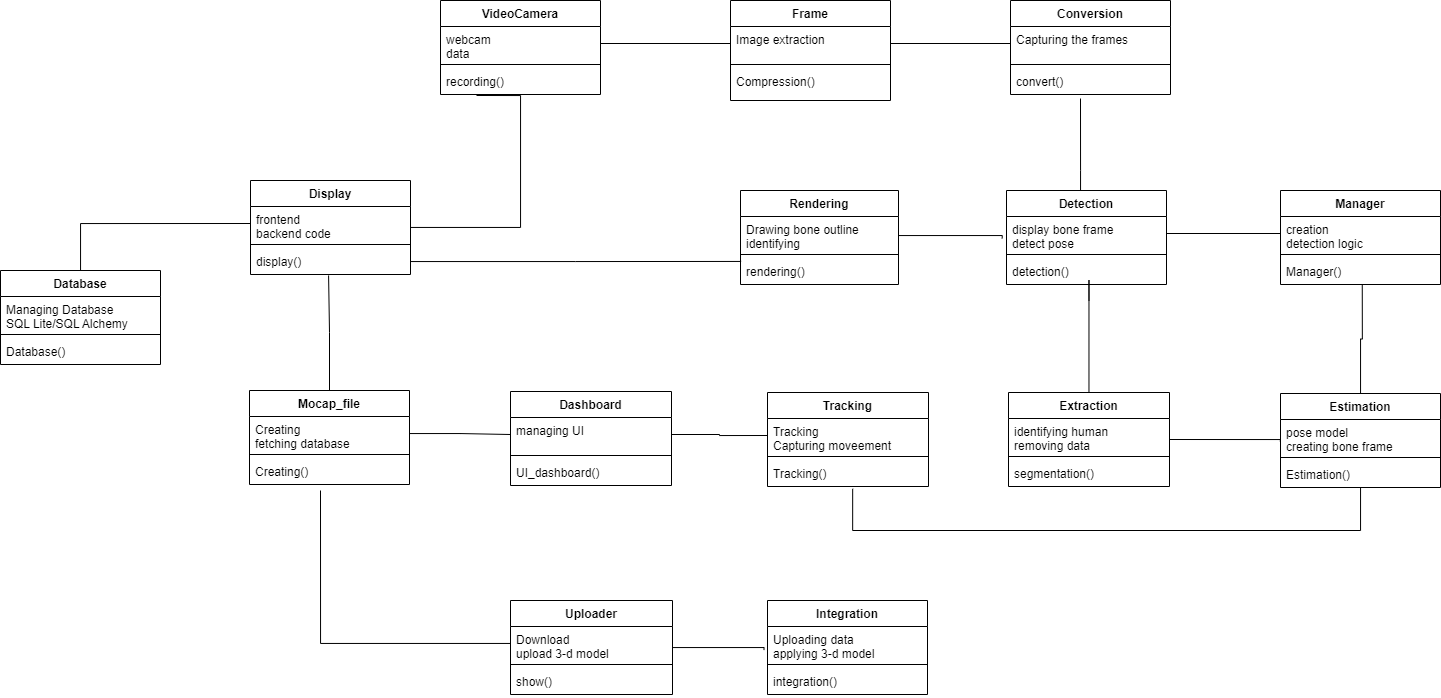 VideoCamera
webcam
data
recording()
Frame
Image extraction
Compression()
Conversion
Capturing the frames
convert()
Display
frontend
backend code
display()
Rendering
Drawing bone outline
identifying
rendering()
Detection
display bone frame
detect pose
detection()
Manager
creation
detection logic
Manager()
Database
Managing Database
SQL Lite/SQL Alchemy
Database()
Mocap_file
Creating
fetching database
Creating()
Dashboard
managing UI
UI_dashboard()
Tracking
Tracking
Capturing moveement
Tracking()
Extraction
identifying human
removing data
segmentation()
Estimation
pose model
creating bone frame
Estimation()
Uploader
Download
upload 3-d model
show()
Integration
Uploading data
applying 3-d model
integration()